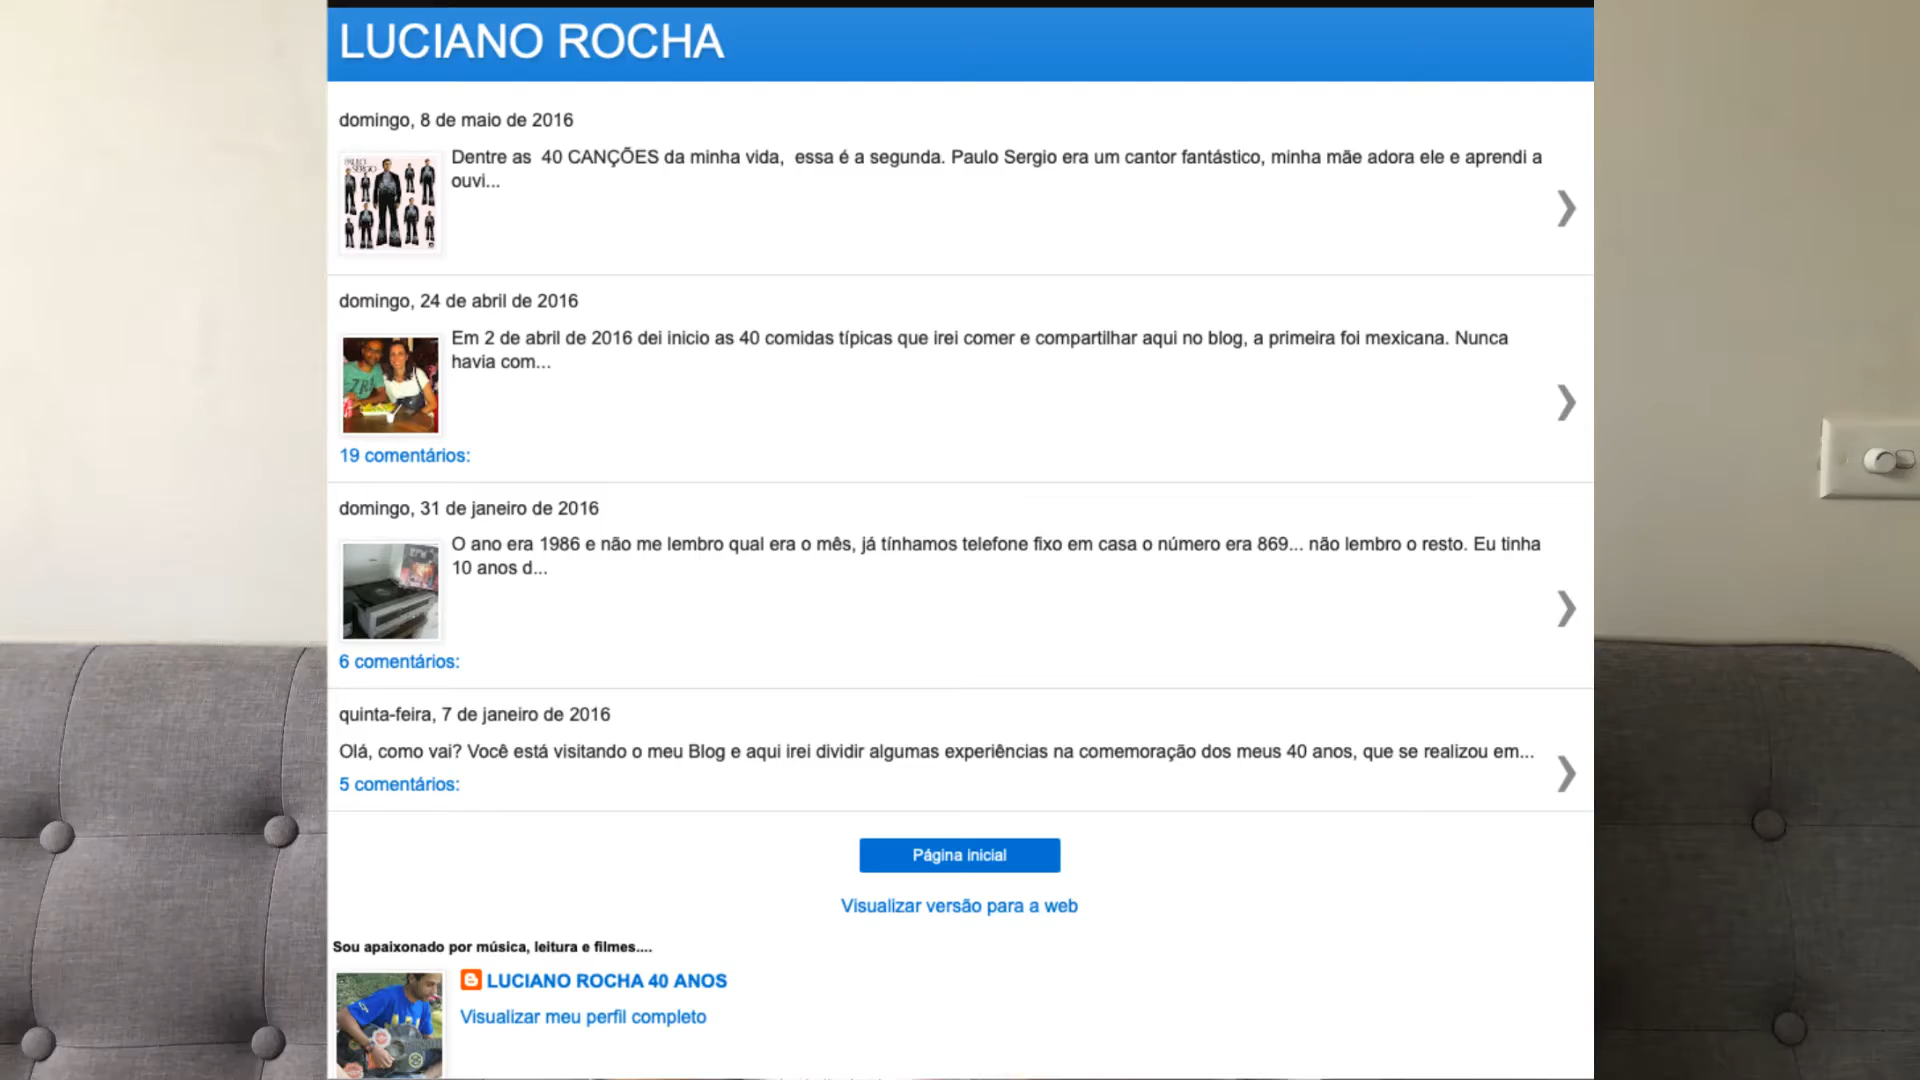 LUCIANO ROCHA
domingo, 8 de maio de 2016
PAULO SERGIO
Dentre as  40 CANÇÕES da minha vida,  essa é a segunda. Paulo Sergio era um cantor fantástico, minha mãe adora ele e aprendi a
ouvi...
domingo, 24 de abril de 2016
Em 2 de abril de 2016 dei inicio as 40 comidas típicas que irei comer e compartilhar aqui no blog, a primeira foi mexicana. Nunca
havia com...
19 comentários:
domingo, 31 de janeiro de 2016
O ano era 1986 e não me lembro qual era o mês, já tínhamos telefone fixo em casa o número era 869... não lembro o resto. Eu tinha
10 anos d...
6 comentários:
quinta-feira, 7 de janeiro de 2016
Olá, como vai? Você está visitando o meu Blog e aqui irei dividir algumas experiências na comemoração dos meus 40 anos, que se realizou em...
5 comentários:
Página inicial
Visualizar versão para a web
Sou apaixonado por música, leitura e filmes....
LUCIANO ROCHA 40 ANOS
Visualizar meu perfil completo